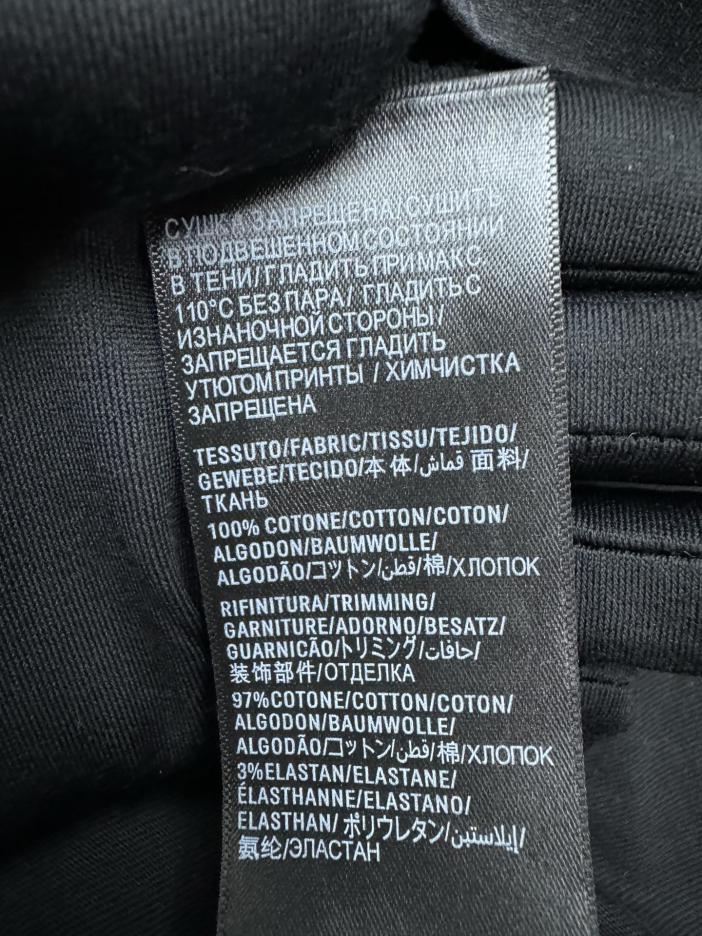 СУШКА ЗАПРЕЩЕНА/ СУШИТЬ
В ПОДВЕШЕННОМ СОСТОЯНИИ
В ТЕНИ/ ГЛАДИТЬ ПРИ МАКС.
110°C БЕЗ ПАРА/ ГЛАДИТЬ С
ИЗНАНОЧНОЙ СТОРОНЫ/
ЗАПРЕЩАЕТСЯ ГЛАДИТЬ
УТЮГОМ ПРИНТЫ / ХИМЧИСТКА
ЗАПРЕЩЕНА
TESSUTO/FABRIC/TISSU/TEJIDO/
GEWEBE/TECIDO/本体/قماش/ 面料/
ТКАНЬ
100% COTONE/COTTON/COTON/
ALGODON/BAUMWOLLE/
ALGODÃO/コットン/قطن/棉/ХЛОПОК
RIFINITURA/TRIMMING/
GARNITURE/ADORNO/BESATZ/
GUARNICÃO/トリミング/حافات/
装饰部件/ОТДЕЛКА
97%COTONE/COTTON/COTON/
ALGODON/BAUMWOLLE/
ALGODÃO/コットン/قطن/棉/ХЛОПОК
3%ELASTAN/ELASTANE/
ÉLASTHANNE/ELASTANO/
ELASTHAN/ ポリウレタン/إيلاستين/
氨纶/ЭЛАСТАН